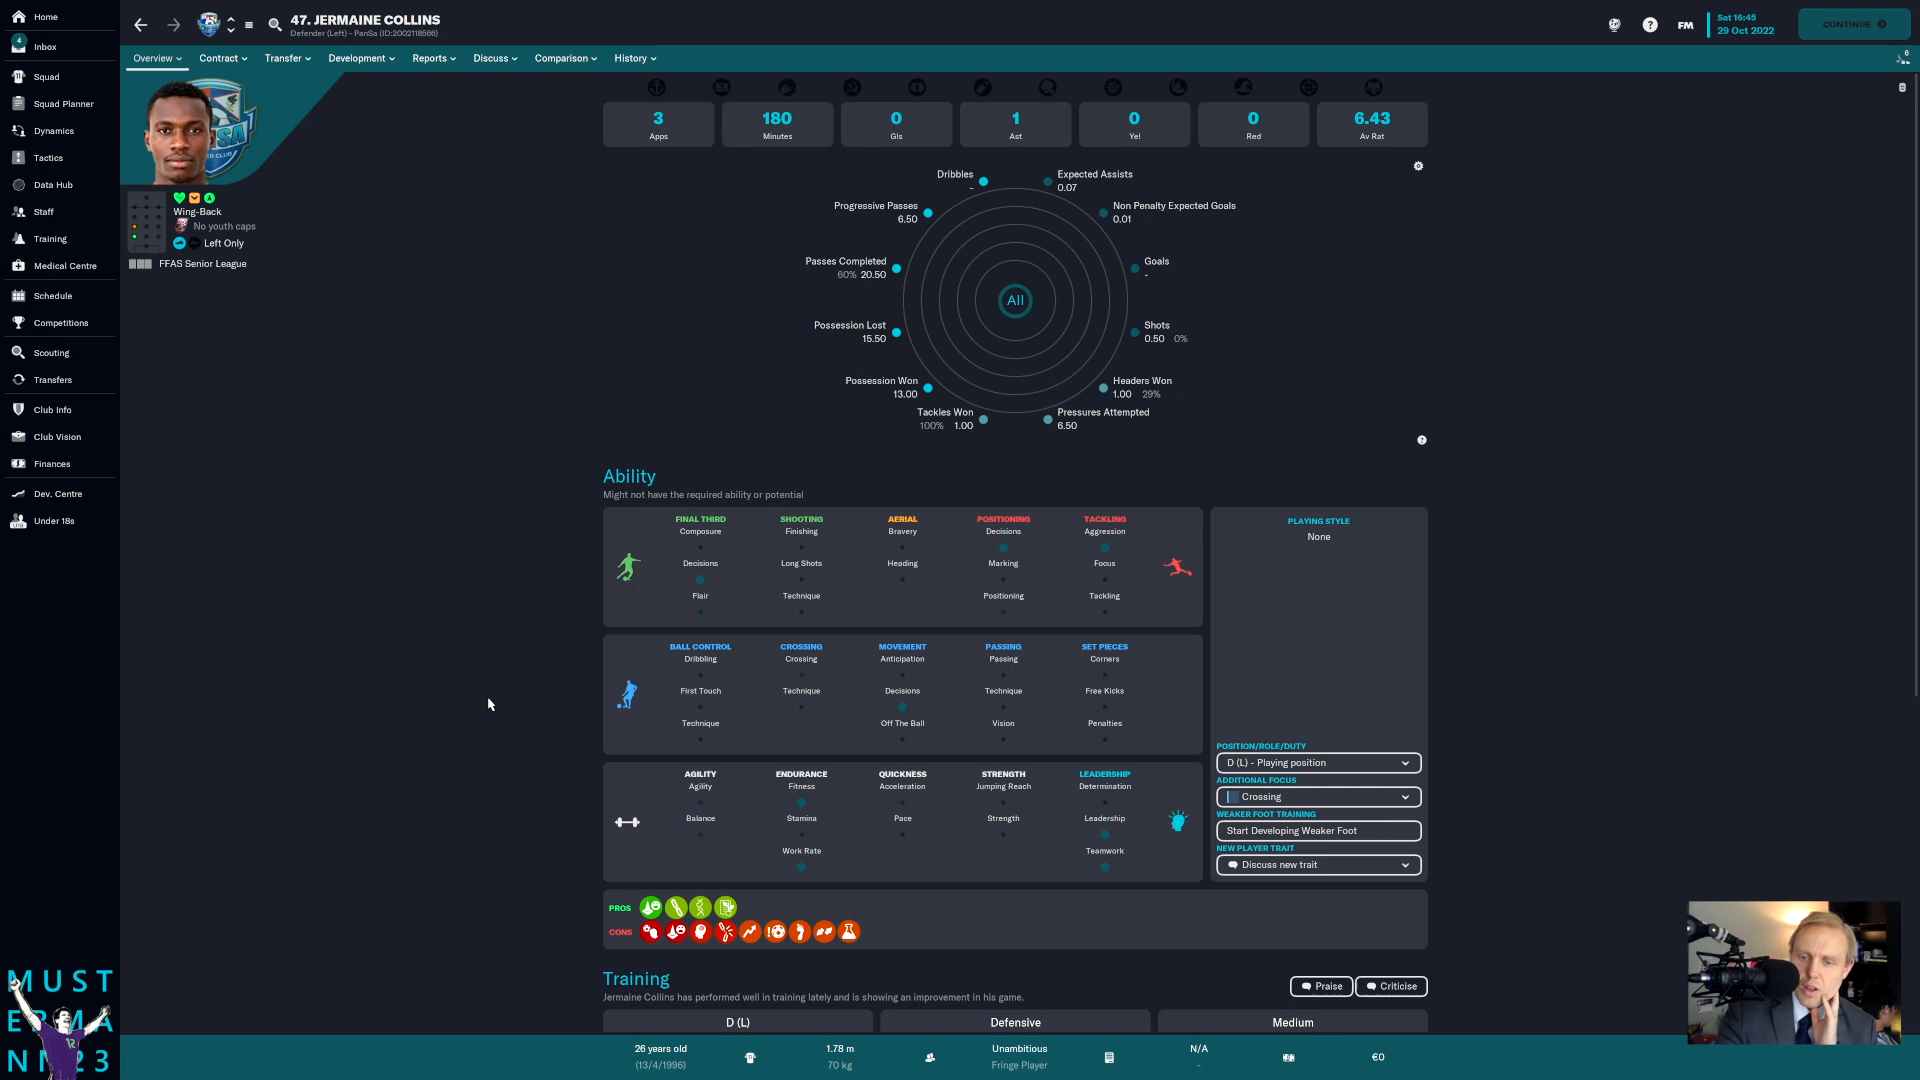 Home
4
Inbox
Squad
Squad Planner
Dynamics
Tactics
Data Hub
Staff
Training
Medical Centre
Schedule
Competitions
Scouting
Transfers
Club Info
Club Vision
Finances
Dev. Centre
Under 18s
MUST
ERMA
NN23
47. JERMAINE COLLINS
Defender (Left) - PanSa (ID:2002118566)
FM
Sat 16:45
29 Oct 2022
CONTINUE
Overview
Contract
Transfer
Development
Reports
Discuss
Comparison
History
6
Wing-Back
No youth caps
Left Only
FFAS Senior League
3
Apps
180
Minutes
0
Gls
1
Ast
0
Yel
0
Red
6.43
Av Rat
Dribbles
-
Expected Assists
0.07
Progressive Passes
6.50
Non Penalty Expected Goals
0.01
Passes Completed
60% 20.50
Goals
-
All
Possession Lost
15.50
Shots
0.50 0%
Possession Won
13.00
Headers Won
1.00 29%
Tackles Won
100% 1.00
Pressures Attempted
6.50
Ability
Might not have the required ability or potential
FINAL THIRD
Composure
Decisions
Flair
SHOOTING
Finishing
Long Shots
Technique
AERIAL
Bravery
Heading
POSITIONING
Decisions
Marking
Positioning
TACKLING
Aggression
Focus
Tackling
BALL CONTROL
Dribbling
First Touch
Technique
CROSSING
Crossing
Technique
MOVEMENT
Anticipation
Decisions
Off The Ball
PASSING
Passing
Technique
Vision
SET PIECES
Corners
Free Kicks
Penalties
AGILITY
Agility
Balance
ENDURANCE
Fitness
Stamina
Work Rate
QUICKNESS
Acceleration
Pace
STRENGTH
Jumping Reach
Strength
LEADERSHIP
Determination
Leadership
Teamwork
PLAYING STYLE
None
POSITION/ROLE/DUTY
D (L) - Playing position
ADDITIONAL FOCUS
Crossing
WEAKER FOOT TRAINING
Start Developing Weaker Foot
NEW PLAYER TRAIT
Discuss new trait
PROS
CONS
Training
Jermaine Collins has performed well in training lately and is showing an improvement in his game.
Praise
Criticise
D (L)
Defensive
Medium
26 years old
(13/4/1996)
1.78 m
70 kg
Unambitious
Fringe Player
N/A
-
€0